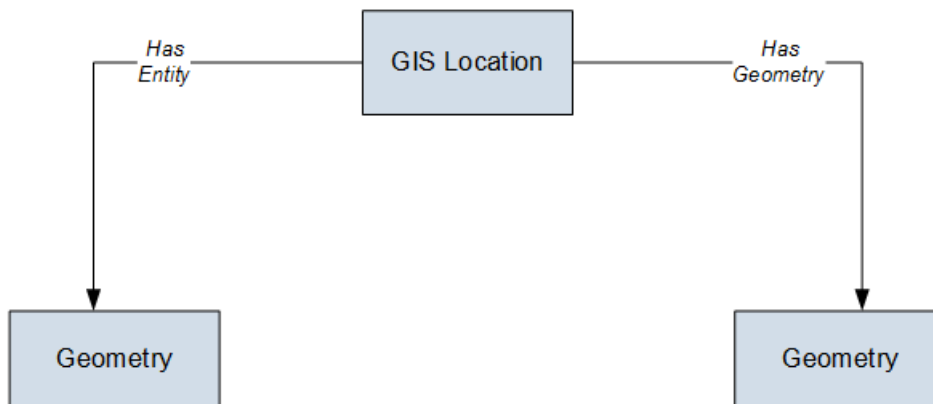 Has
Entity
GIS Location
Has
Geometry
Geometry
Geometry